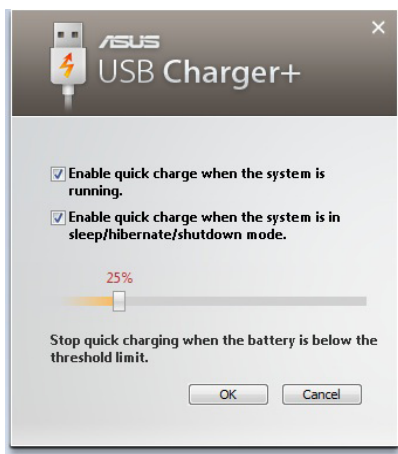 ASUS
USB Charger+
Enable quick charge when the system is
running.
Enable quick charge when the system is in
sleep/hibernate/shutdown mode.
25%
Stop quick charging when the battery is below the
threshold limit.
OK Cancel